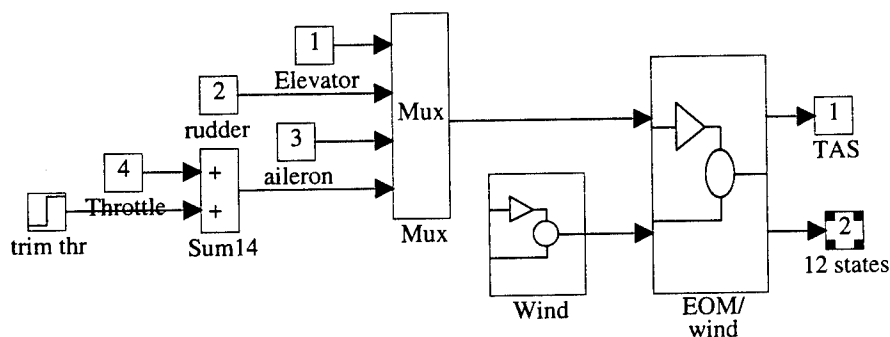 1
Elevator
2
rudder
Mux
3
aileron
4
Throttle
+
+
trim thr
Sum14
Mux
Wind
EOM/
wind
1
TAS
2
12 states